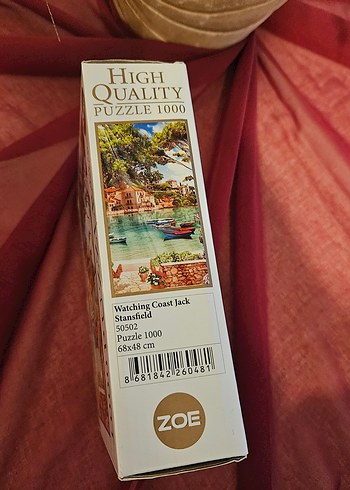 HIGH
QUALITY
PUZZLE 1000
Watching Coast Jack
Stansfield
50502
Puzzle 1000
68x48 cm
8 681842 260481
ZOE